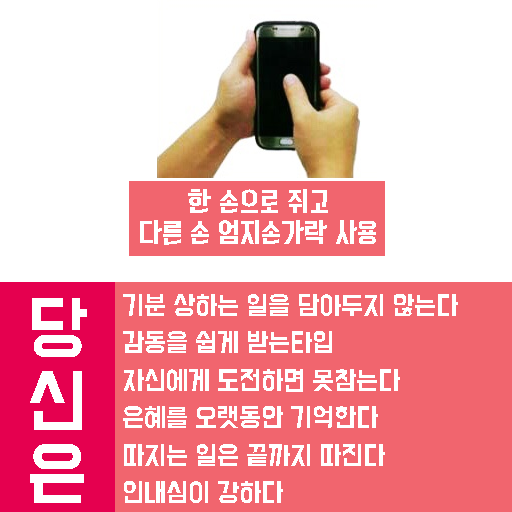 한 손으로 쥐고
다른 손 엄지손가락 사용
당신은
기분 상하는 일을 담아두지 않는다
감동을 쉽게 받는타입
자신에게 도전하면 못참는다
은혜를 오랫동안 기억한다
따지는 일은 끝까지 따진다
인내심이 강하다